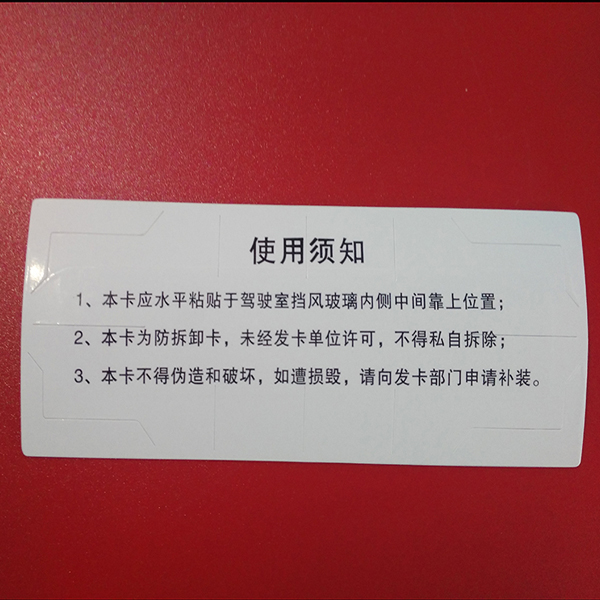 使用须知
1、本卡应水平粘贴于驾驶室挡风玻璃内侧中间靠上位置；
2、本卡为防拆卸卡，未经发卡单位许可，不得私自拆除；
3、本卡不得伪造和破坏，如遭损毁，请向发卡部门申请补装。